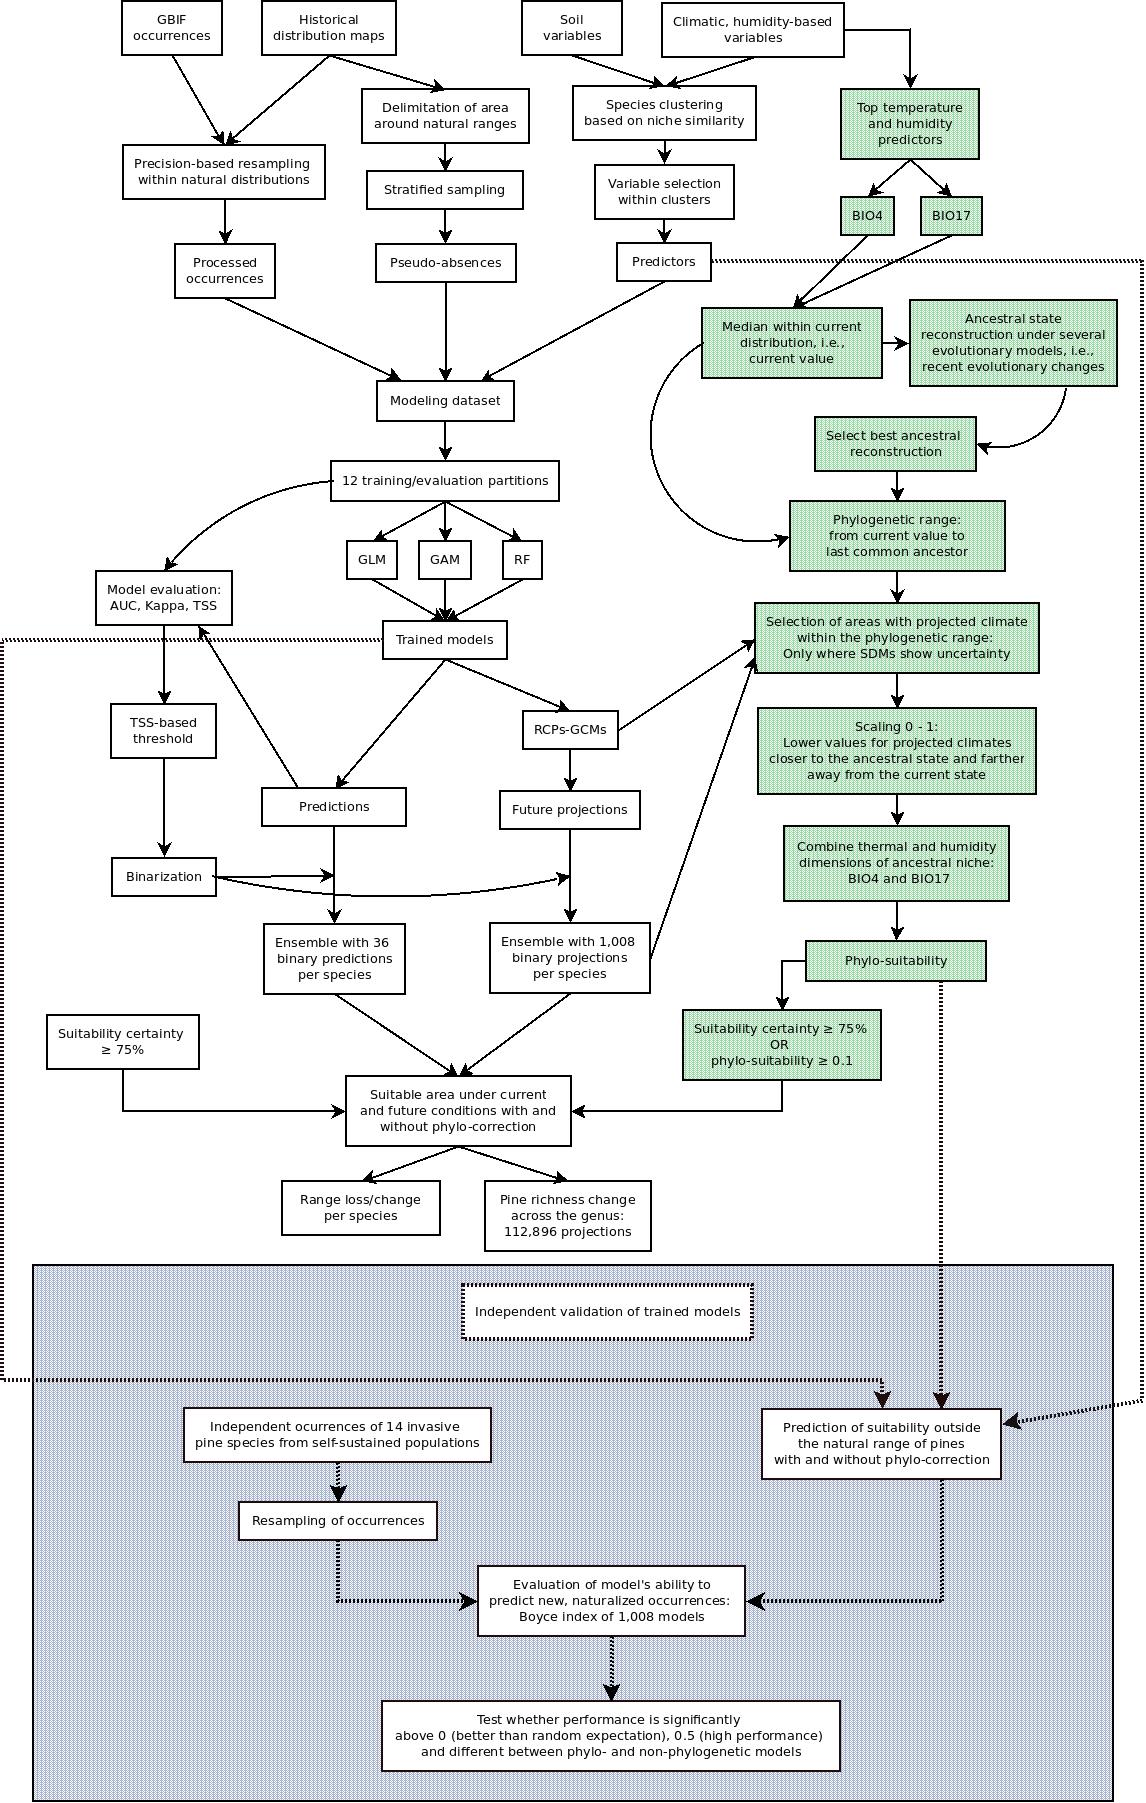 GBIF
occurrences
Historical
distribution maps
Soil
variables
Climatic, humidity-based
variables
Delimitation of area
around natural ranges
Species clustering
based on niche similarity
Top temperature
and humidity
predictors
Precision-based resampling
within natural distributions
Stratified sampling
Variable selection
within clusters
BIO4
BIO17
Processed
occurrences
Pseudo-absences
Predictors
Median within current
distribution, i.e.,
current value
Ancestral state
reconstruction under several
evolutionary models, i.e.,
recent evolutionary changes
Modeling dataset
Select best ancestral
reconstruction
12 training/evaluation partitions
Phylogenetic range:
from current value to
last common ancestor
GLM
GAM
RF
Model evaluation:
AUC, Kappa, TSS
Trained models
Selection of areas with projected climate
within the phylogenetic range:
Only where SDMs show uncertainty
TSS-based
threshold
RCPs-GCMs
Scaling 0 - 1:
Lower values for projected climates
closer to the ancestral state and farther
away from the current state
Predictions
Future projections
Binarization
Combine thermal and humidity
dimensions of ancestral niche:
BIO4 and BIO17
Ensemble with 36
binary predictions
per species
Ensemble with 1,008
binary projections
per species
Phylo-suitability
Suitability certainty
≥ 75%
Suitability certainty ≥ 75%
OR
phylo-suitability ≥ 0.1
Suitable area under current
and future conditions with and
without phylo-correction
Range loss/change
per species
Pine richness change
across the genus:
112,896 projections
Independent validation of trained models
Independent ocurrences of 14 invasive
pine species from self-sustained populations
Prediction of suitability outside
the natural range of pines
with and without phylo-correction
Resampling of occurrences
Evaluation of model's ability to
predict new, naturalized occurrences:
Boyce index of 1,008 models
Test whether performance is significantly
above 0 (better than random expectation), 0.5 (high performance)
and different between phylo- and non-phylogenetic models